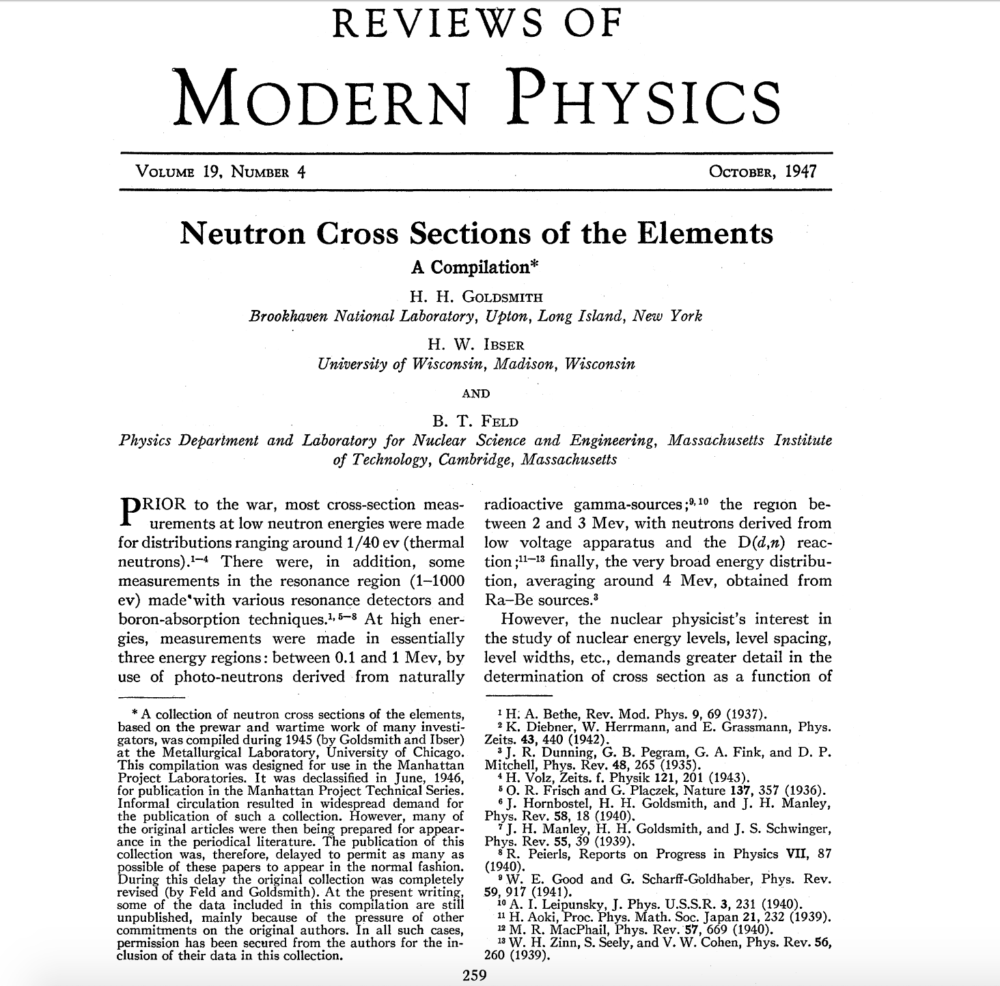 REVIEWS OF
MODERN PHYSICS
VOLUME 19, NUMBER 4 OCTOBER, 1947
Neutron Cross Sections of the Elements
A Compilation*
H. H. GOLDSMITH
Brookhaven National Laboratory, Upton, Long Island, New York
H. W. IBSER
University of Wisconsin, Madison, Wisconsin
AND
B. T. FELD
Physics Department and Laboratory for Nuclear Science and Engineering, Massachusetts Institute
of Technology, Cambridge, Massachusetts
PRIOR to the war, most cross-section meas-
urements at low neutron energies were made
for distributions ranging around 1/40 ev (thermal
neutrons).¹⁻⁴ There were, in addition, some
measurements in the resonance region (1–1000
ev) made with various resonance detectors and
boron-absorption techniques.¹,⁵⁻⁸ At high ener-
gies, measurements were made in essentially
three energy regions: between 0.1 and 1 Mev, by
use of photo-neutrons derived from naturally
radioactive gamma-sources;⁹,¹⁰ the region be-
tween 2 and 3 Mev, with neutrons derived from
low voltage apparatus and the D(d,n) reac-
tion;¹¹⁻¹³ finally, the very broad energy distribu-
tion, averaging around 4 Mev, obtained from
Ra–Be sources.³
However, the nuclear physicist's interest in
the study of nuclear energy levels, level spacing,
level widths, etc., demands greater detail in the
determination of cross section as a function of
* A collection of neutron cross sections of the elements,
based on the prewar and wartime work of many investi-
gators, was compiled during 1945 (by Goldsmith and Ibser)
at the Metallurgical Laboratory, University of Chicago.
This compilation was designed for use in the Manhattan
Project Laboratories. It was declassified in June, 1946,
for publication in the Manhattan Project Technical Series.
Informal circulation resulted in widespread demand for
the publication of such a collection. However, many of
the original articles were then being prepared for appear-
ance in the periodical literature. The publication of this
collection was, therefore, delayed to permit as many as
possible of these papers to appear in the normal fashion.
During this delay the original collection was completely
revised (by Feld and Goldsmith). At the present writing,
some of the data included in this compilation are still
unpublished, mainly because of the pressure of other
commitments on the original authors. In all such cases,
permission has been secured from the authors for the in-
clusion of their data in this collection.
¹ H. A. Bethe, Rev. Mod. Phys. 9, 69 (1937).
² K. Diebner, W. Herrmann, and E. Grassmann, Phys.
Zeits. 43, 440 (1942).
³ J. R. Dunning, G. B. Pegram, G. A. Fink, and D. P.
Mitchell, Phys. Rev. 48, 265 (1935).
⁴ H. Volz, Zeits. f. Physik 121, 201 (1943).
⁵ O. R. Frisch and G. Placzek, Nature 137, 357 (1936).
⁶ J. Hornbostel, H. H. Goldsmith, and J. H. Manley,
Phys. Rev. 58, 18 (1940).
⁷ J. H. Manley, H. H. Goldsmith, and J. S. Schwinger,
Phys. Rev. 55, 39 (1939).
⁸ R. Peierls, Reports on Progress in Physics VII, 87
(1940).
⁹ W. E. Good and G. Scharff-Goldhaber, Phys. Rev.
59, 917 (1941).
¹⁰ A. I. Leipunsky, J. Phys. U.S.S.R. 3, 231 (1940).
¹¹ H. Aoki, Proc. Phys. Math. Soc. Japan 21, 232 (1939).
¹² M. R. MacPhail, Phys. Rev. 57, 669 (1940).
¹³ W. H. Zinn, S. Seely, and V. W. Cohen, Phys. Rev. 56,
260 (1939).
259